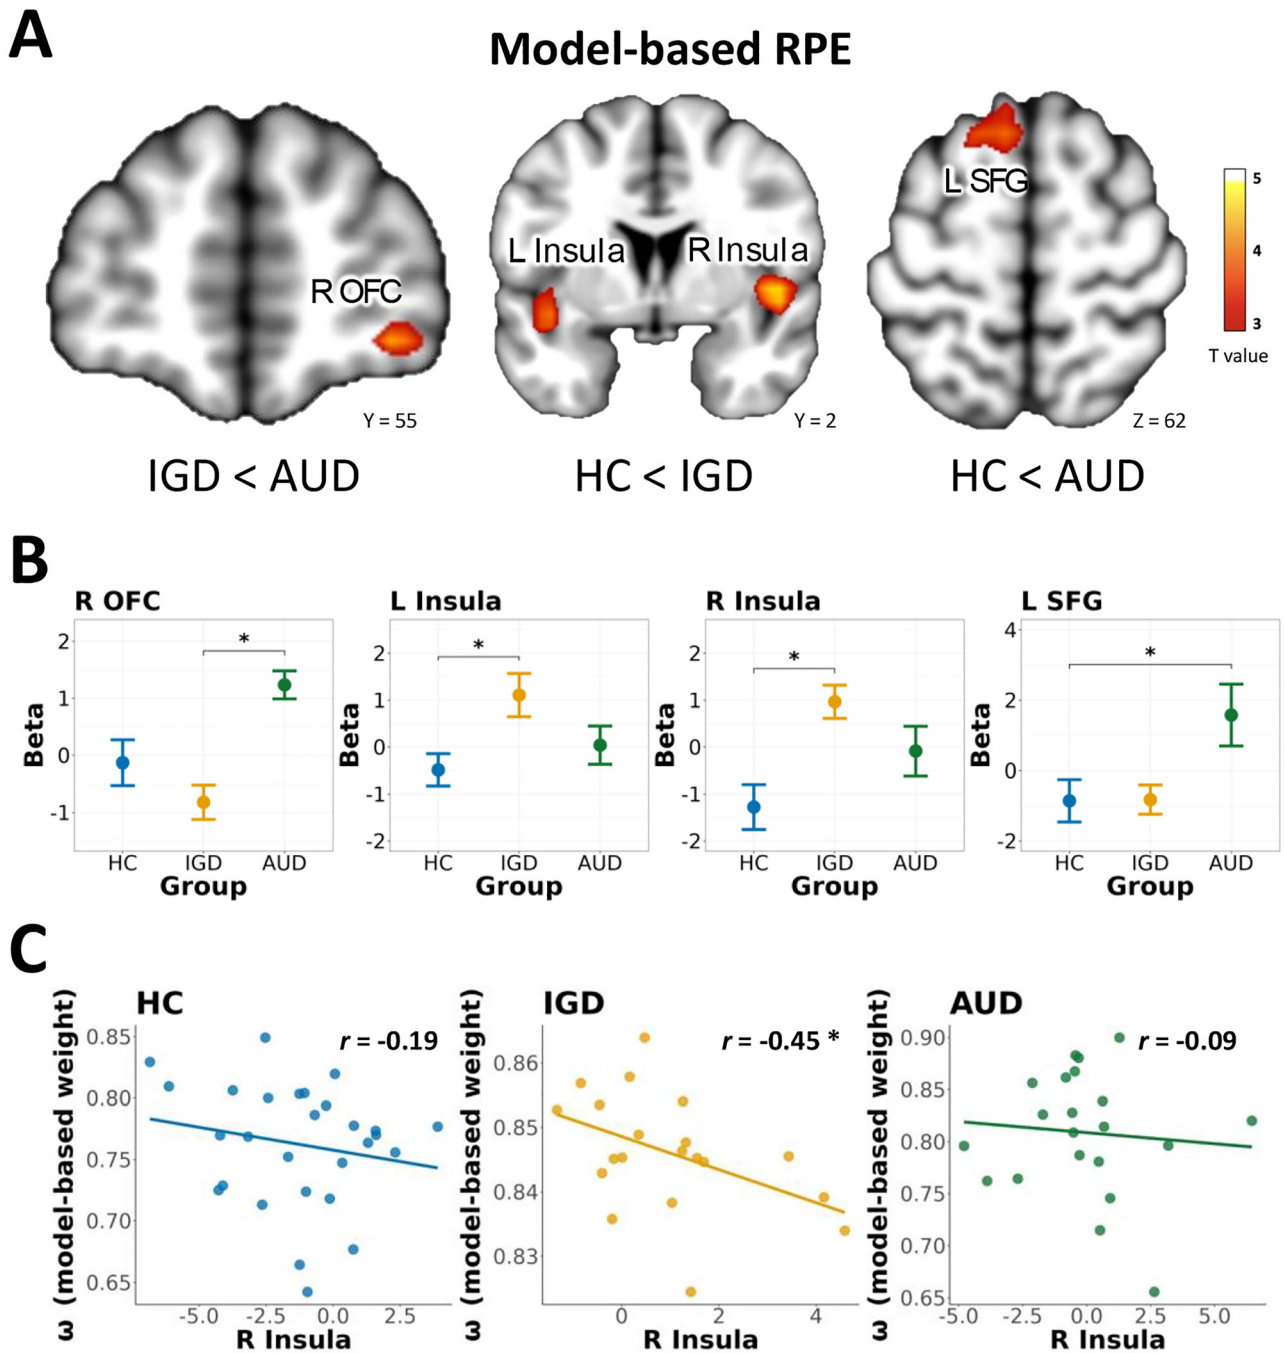 A
Model-based RPE
R OFC
L Insula
R Insula
L SFG
5
4
3
T value
Y = 55
Y = 2
Z = 62
IGD < AUD
HC < IGD
HC < AUD
B
R OFC
L Insula
R Insula
L SFG
2
1
0
-1
Beta
*
HC
IGD
AUD
Group
2
1
0
-1
-2
Beta
*
HC
IGD
AUD
Group
2
1
0
-1
-2
Beta
*
HC
IGD
AUD
Group
4
2
0
-2
Beta
*
HC
IGD
AUD
Group
C
HC
r = -0.19
ω (model-based weight)
0.85
0.80
0.75
0.70
0.65
-5.0
-2.5
0.0
2.5
R Insula
IGD
r = -0.45 *
ω (model-based weight)
0.86
0.85
0.84
0.83
0
2
4
R Insula
AUD
r = -0.09
ω (model-based weight)
0.90
0.85
0.80
0.75
0.70
0.65
-5.0
-2.5
0.0
2.5
5.0
R Insula